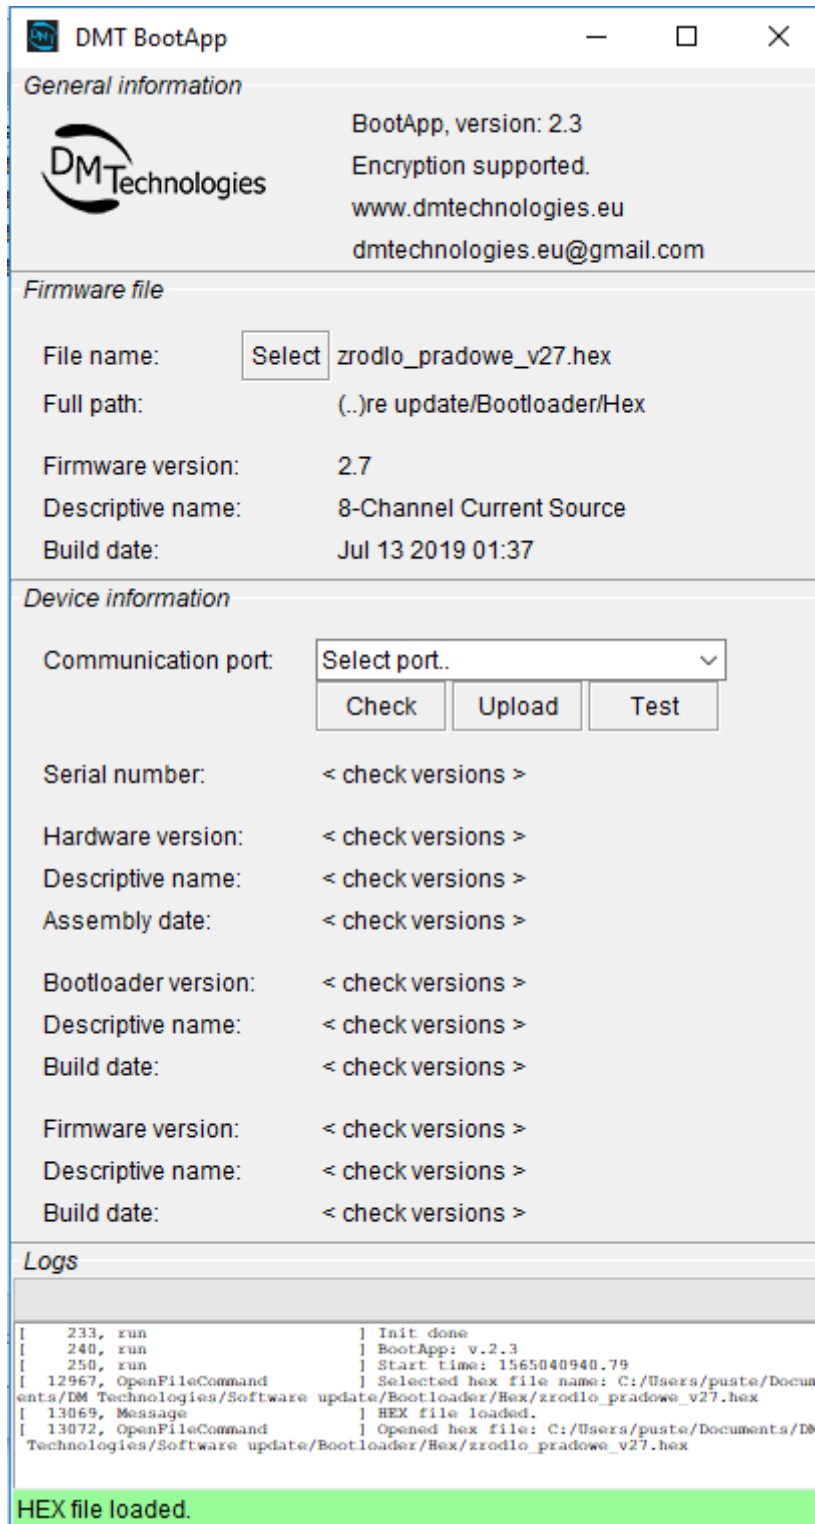 DMT BootApp
General information
DMTechnologies
BootApp, version: 2.3
Encryption supported.
www.dmtechnologies.eu
dmtechnologies.eu@gmail.com
Firmware file
File name: Select zrodlo_pradowe_v27.hex
Full path: (..)re update/Bootloader/Hex
Firmware version: 2.7
Descriptive name: 8-Channel Current Source
Build date: Jul 13 2019 01:37
Device information
Communication port: Select port..
Check Upload Test
Serial number: < check versions >
Hardware version: < check versions >
Descriptive name: < check versions >
Assembly date: < check versions >
Bootloader version: < check versions >
Descriptive name: < check versions >
Build date: < check versions >
Firmware version: < check versions >
Descriptive name: < check versions >
Build date: < check versions >
Logs
[ 233, run ] Init done
[ 240, run ] BootApp: v.2.3
[ 250, run ] Start time: 1565040940.79
[ 12967, OpenFileCommand ] Selected hex file name: C:/Users/puste/Docum
ents/DM Technologies/Software update/Bootloader/Hex/zrodlo_pradowe_v27.hex
[ 13069, Message ] HEX file loaded.
[ 13072, OpenFileCommand ] Opened hex file: C:/Users/puste/Documents/DM
Technologies/Software update/Bootloader/Hex/zrodlo_pradowe_v27.hex
HEX file loaded.